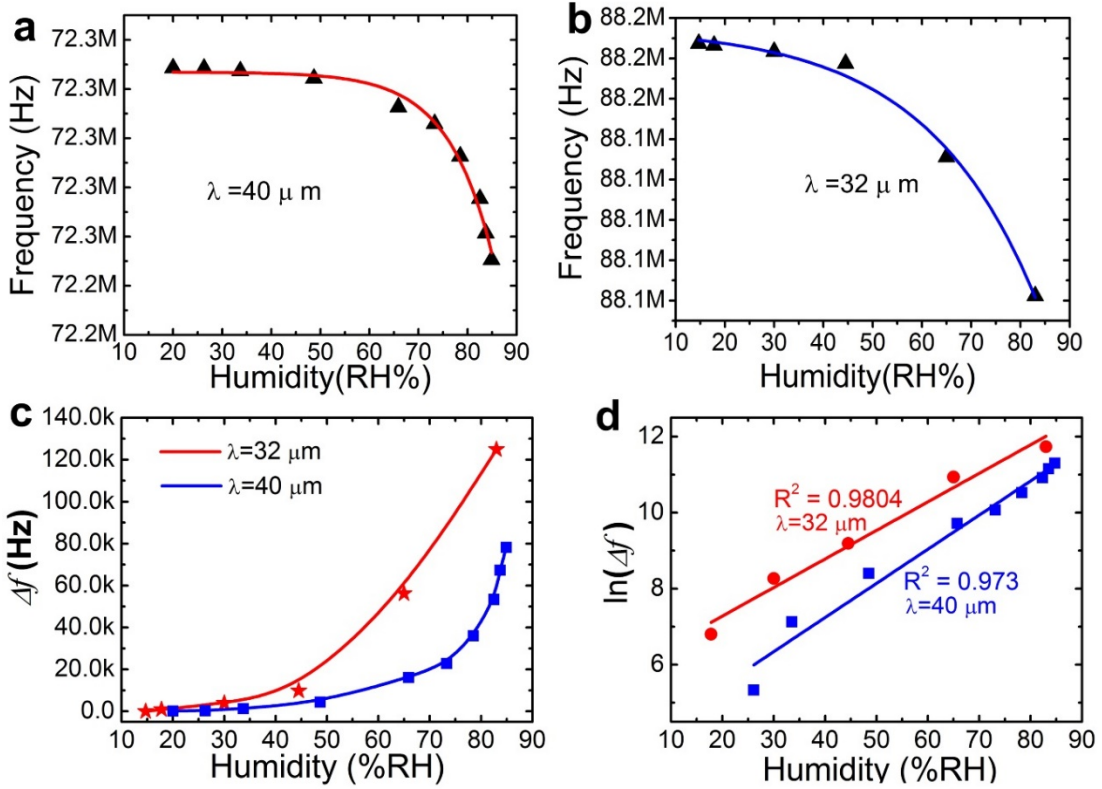 a
72.3M
72.3M
72.3M
72.3M
72.3M
72.2M
72.2M
Frequency (Hz)
λ =40 μ m
10 20 30 40 50 60 70 80 90
Humidity(RH%)
b
88.2M
88.2M
88.2M
88.1M
88.1M
88.1M
88.1M
88.1M
Frequency (Hz)
λ =32 μ m
10 20 30 40 50 60 70 80 90
Humidity(RH%)
c
140.0k
120.0k
100.0k
80.0k
60.0k
40.0k
20.0k
0.0
Δf (Hz)
λ=32 μm
λ=40 μm
10 20 30 40 50 60 70 80 90
Humidity (%RH)
d
12
10
8
6
ln(Δf)
R² = 0.9804
λ=32 μm
R² = 0.973
λ=40 μm
10 20 30 40 50 60 70 80 90
Humidity (%RH)